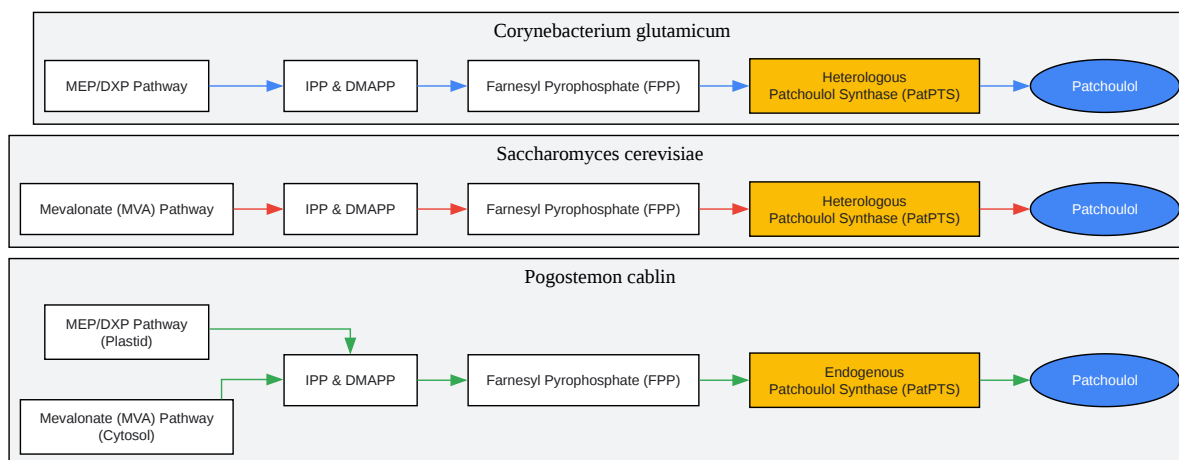 Corynebacterium glutamicum
MEP/DXP Pathway
IPP & DMAPP
Farnesyl Pyrophosphate (FPP)
Heterologous
Patchoulol Synthase (PatPTS)
Patchoulol
Saccharomyces cerevisiae
Mevalonate (MVA) Pathway
IPP & DMAPP
Farnesyl Pyrophosphate (FPP)
Heterologous
Patchoulol Synthase (PatPTS)
Patchoulol
Pogostemon cablin
MEP/DXP Pathway
(Plastid)
Mevalonate (MVA) Pathway
(Cytosol)
IPP & DMAPP
Farnesyl Pyrophosphate (FPP)
Endogenous
Patchoulol Synthase (PatPTS)
Patchoulol